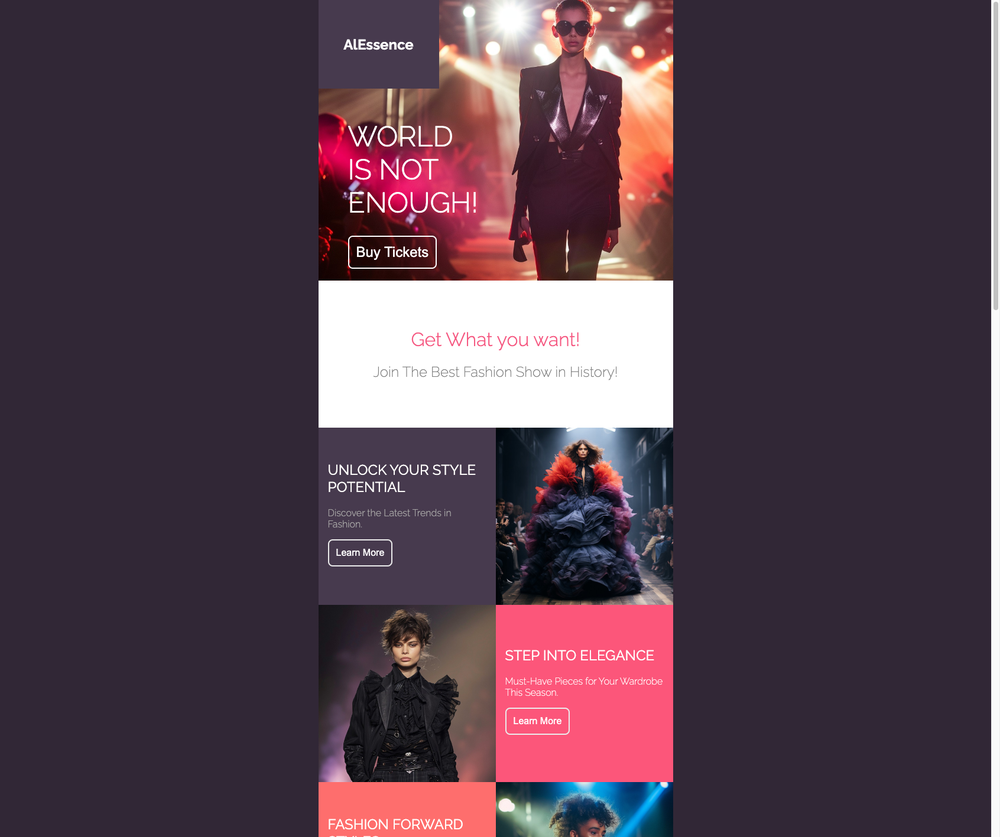 AlEssence
WORLD
IS NOT
ENOUGH!
Buy Tickets
Get What you want!
Join The Best Fashion Show in History!
UNLOCK YOUR STYLE
POTENTIAL
Discover the Latest Trends in
Fashion.
Learn More
STEP INTO ELEGANCE
Must-Have Pieces for Your Wardrobe
This Season.
Learn More
FASHION FORWARD